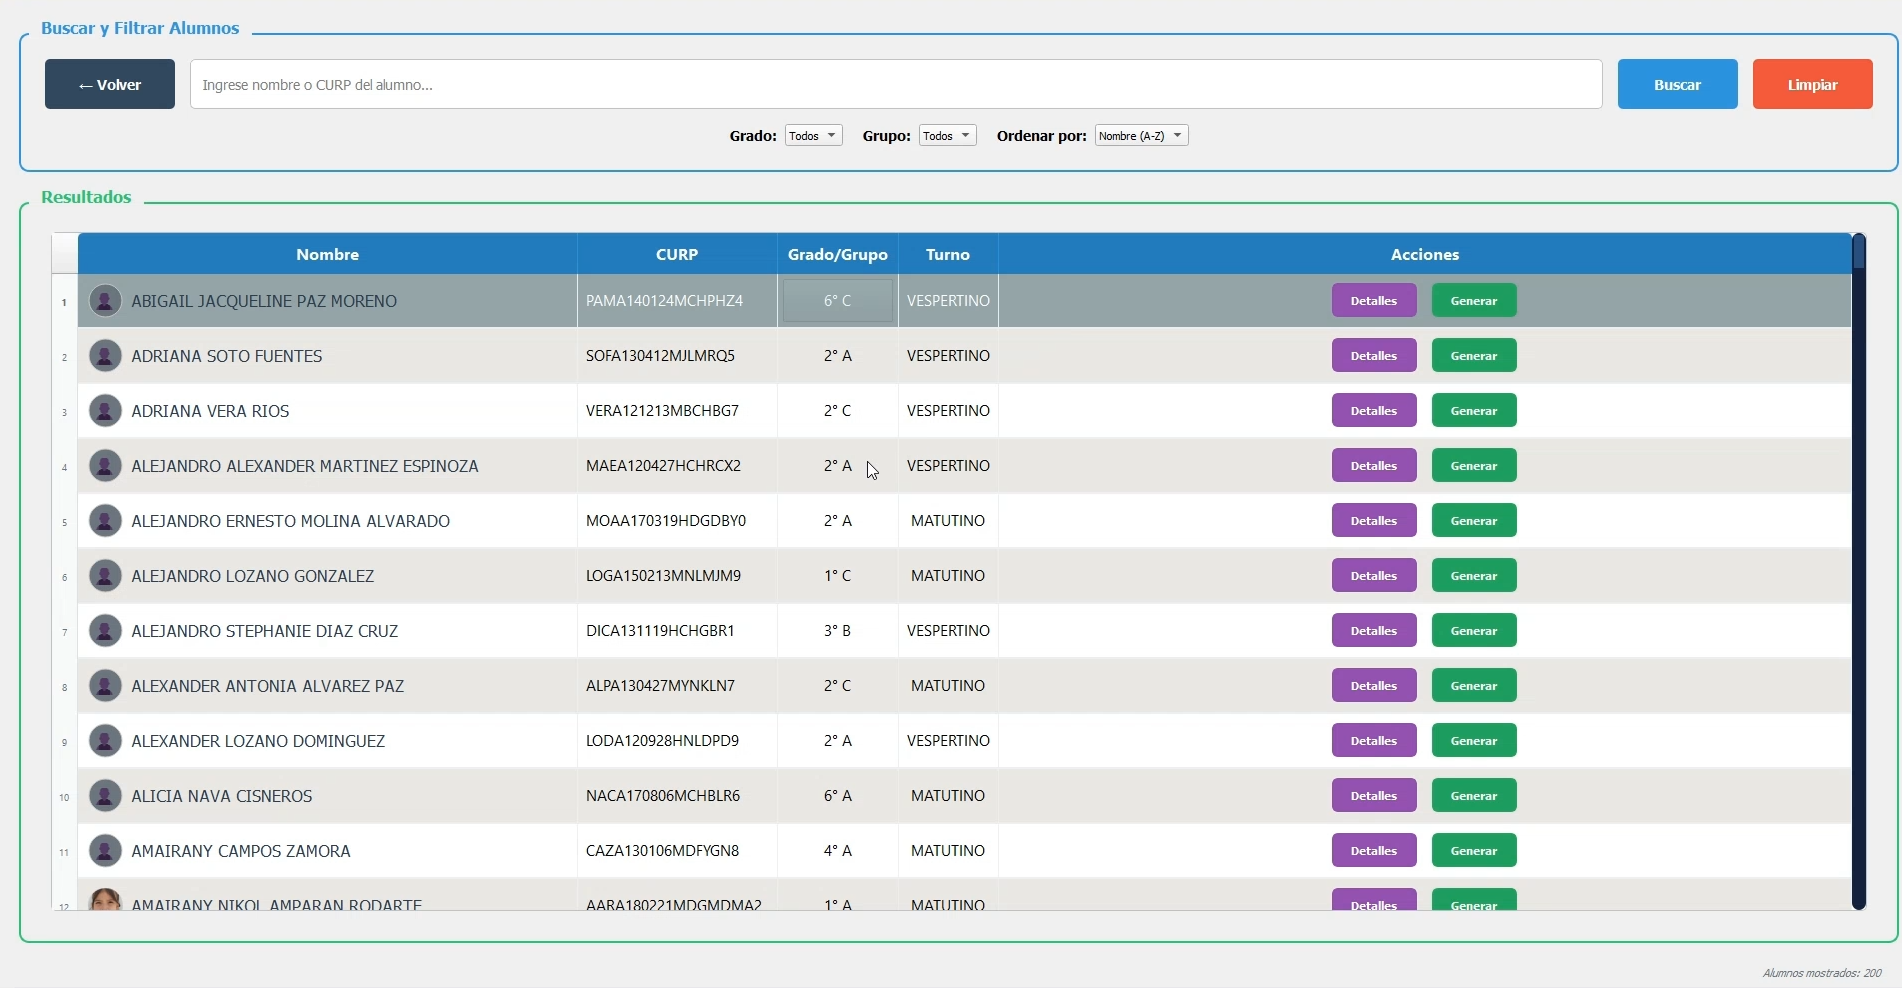 Buscar y Filtrar Alumnos
← Volver Ingrese nombre o CURP del alumno... Buscar Limpiar
Grado: Todos Grupo: Todos Ordenar por: Nombre (A-Z)
Resultados
Nombre CURP Grado/Grupo Turno Acciones
1 ABIGAIL JACQUELINE PAZ MORENO PAMA140124MCHPHZ4 6° C VESPERTINO Detalles Generar
2 ADRIANA SOTO FUENTES SOFA130412MJLMRQ5 2° A VESPERTINO Detalles Generar
3 ADRIANA VERA RIOS VERA121213MBCHBG7 2° C VESPERTINO Detalles Generar
4 ALEJANDRO ALEXANDER MARTINEZ ESPINOZA MAEA120427HCHRCX2 2° A VESPERTINO Detalles Generar
5 ALEJANDRO ERNESTO MOLINA ALVARADO MOAA170319HDGDBY0 2° A MATUTINO Detalles Generar
6 ALEJANDRO LOZANO GONZALEZ LOGA150213MNLMJM9 1° C MATUTINO Detalles Generar
7 ALEJANDRO STEPHANIE DIAZ CRUZ DICA131119HCHGBR1 3° B VESPERTINO Detalles Generar
8 ALEXANDER ANTONIA ALVAREZ PAZ ALPA130427MYNKLN7 2° C MATUTINO Detalles Generar
9 ALEXANDER LOZANO DOMINGUEZ LODA120928HNLDPD9 2° A VESPERTINO Detalles Generar
10 ALICIA NAVA CISNEROS NACA170806MCHBLR6 6° A MATUTINO Detalles Generar
11 AMAIRANY CAMPOS ZAMORA CAZA130106MDFYGN8 4° A MATUTINO Detalles Generar
12 AMAIRANY NIKOL AMPARAN RODARTE AARA180221MDGMDMA2 1° A MATUTINO Detalles Generar
Alumnos mostrados: 200